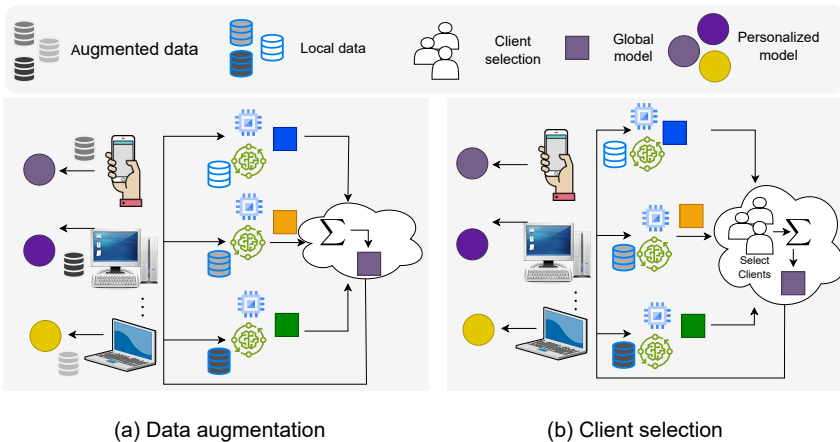 Augmented data
Local data
Client
selection
Global
model
Personalized
model
Σ
Σ
Select
Clients
(a) Data augmentation
(b) Client selection